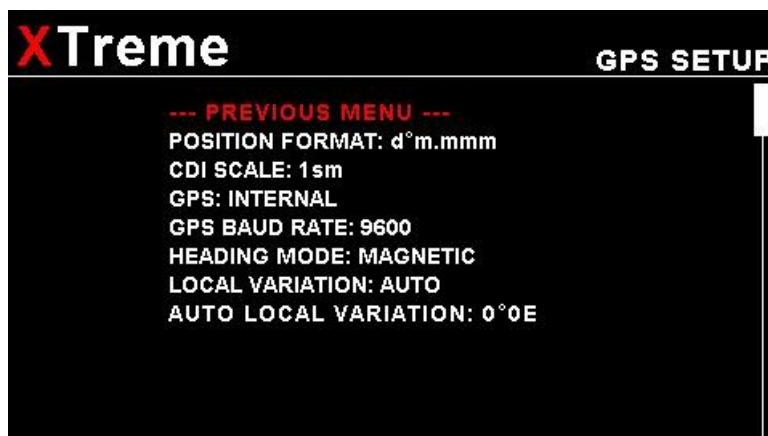 XTreme
GPS SETUP
--- PREVIOUS MENU ---
POSITION FORMAT: d°m.mmm
CDI SCALE: 1sm
GPS: INTERNAL
GPS BAUD RATE: 9600
HEADING MODE: MAGNETIC
LOCAL VARIATION: AUTO
AUTO LOCAL VARIATION: 0°0E